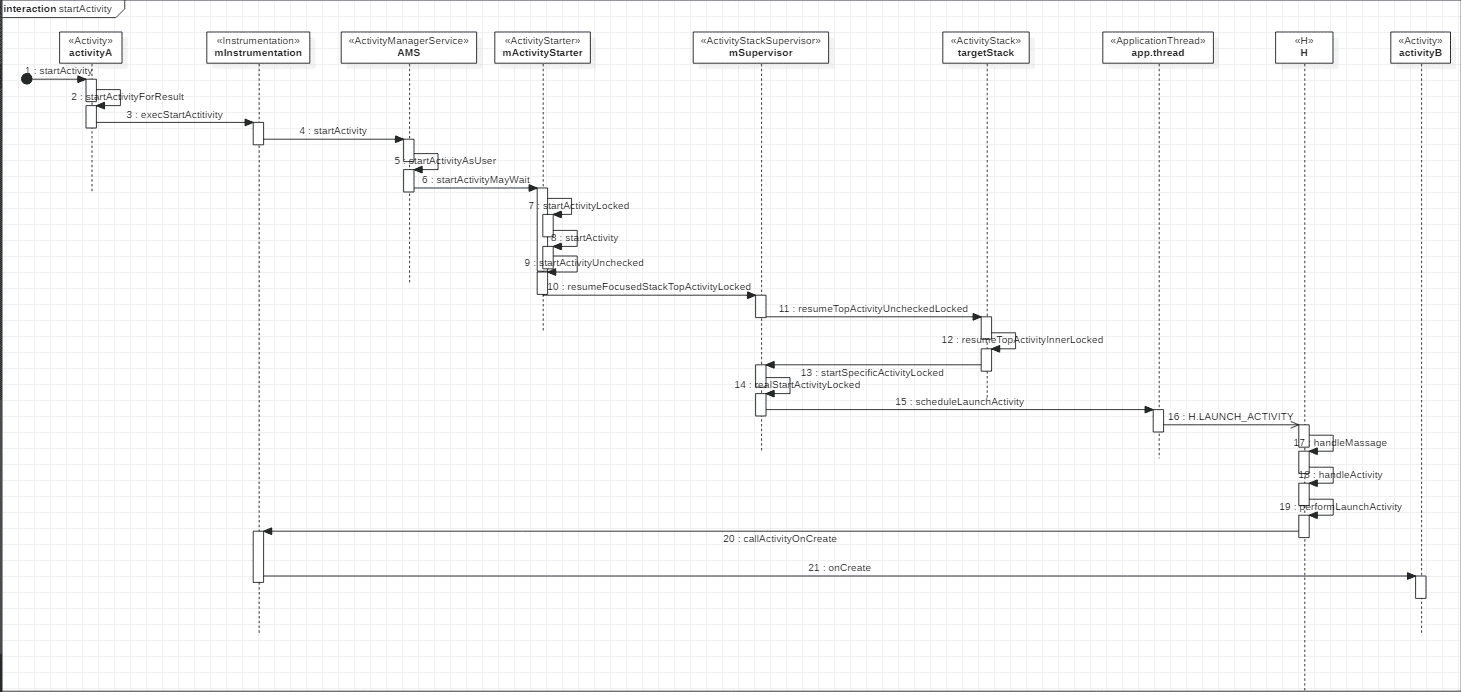 interaction startActivity
«Activity»
activityA
«Instrumentation»
mInstrumentation
«ActivityManagerService»
AMS
«ActivityStarter»
mActivityStarter
«ActivityStackSupervisor»
mSupervisor
«ActivityStack»
targetStack
«ApplicationThread»
app.thread
«H»
H
«Activity»
activityB
1 : startActivity
2 : startActivityForResult
3 : execStartActitivity
4 : startActivity
5 : startActivityAsUser
6 : startActivityMayWait
7 : startActivityLocked
8 : startActivity
9 : startActivityUnchecked
10 : resumeFocusedStackTopActivityLocked
11 : resumeTopActivityUncheckedLocked
12 : resumeTopActivityInnerLocked
13 : startSpecificActivityLocked
14 : realStartActivityLocked
15 : scheduleLaunchActivity
16 : H.LAUNCH_ACTIVITY
17 : handleMassage
18 : handleActivity
19 : performLaunchActivity
20 : callActivityOnCreate
21 : onCreate